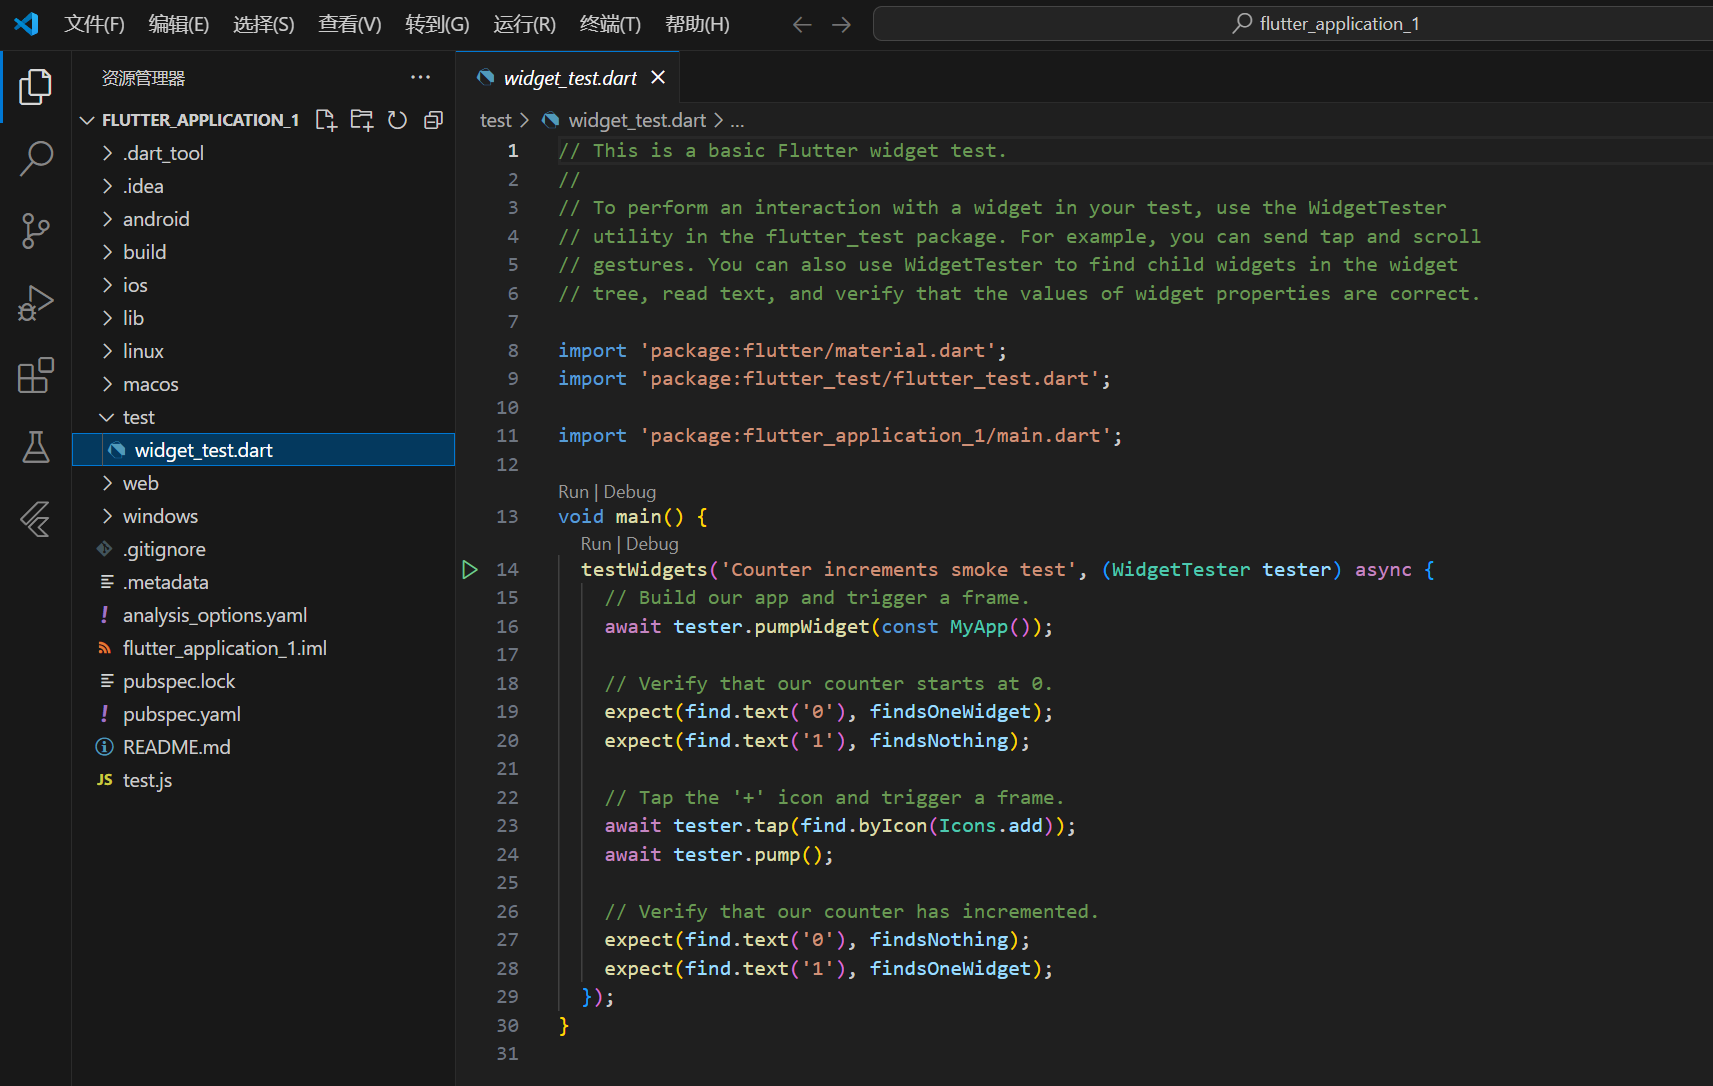 文件(F) 编辑(E) 选择(S) 查看(V) 转到(G) 运行(R) 终端(T) 帮助(H) flutter_application_1
资源管理器
FLUTTER_APPLICATION_1
.dart_tool
.idea
android
build
ios
lib
linux
macos
test
widget_test.dart
web
windows
.gitignore
.metadata
analysis_options.yaml
flutter_application_1.iml
pubspec.lock
pubspec.yaml
README.md
JS test.js
widget_test.dart
test > widget_test.dart > ...
1 // This is a basic Flutter widget test.
2 //
3 // To perform an interaction with a widget in your test, use the WidgetTester
4 // utility in the flutter_test package. For example, you can send tap and scroll
5 // gestures. You can also use WidgetTester to find child widgets in the widget
6 // tree, read text, and verify that the values of widget properties are correct.
7
8 import 'package:flutter/material.dart';
9 import 'package:flutter_test/flutter_test.dart';
10
11 import 'package:flutter_application_1/main.dart';
12
Run | Debug
13 void main() {
Run | Debug
14 testWidgets('Counter increments smoke test', (WidgetTester tester) async {
15 // Build our app and trigger a frame.
16 await tester.pumpWidget(const MyApp());
17
18 // Verify that our counter starts at 0.
19 expect(find.text('0'), findsOneWidget);
20 expect(find.text('1'), findsNothing);
21
22 // Tap the '+' icon and trigger a frame.
23 await tester.tap(find.byIcon(Icons.add));
24 await tester.pump();
25
26 // Verify that our counter has incremented.
27 expect(find.text('0'), findsNothing);
28 expect(find.text('1'), findsOneWidget);
29 });
30 }
31